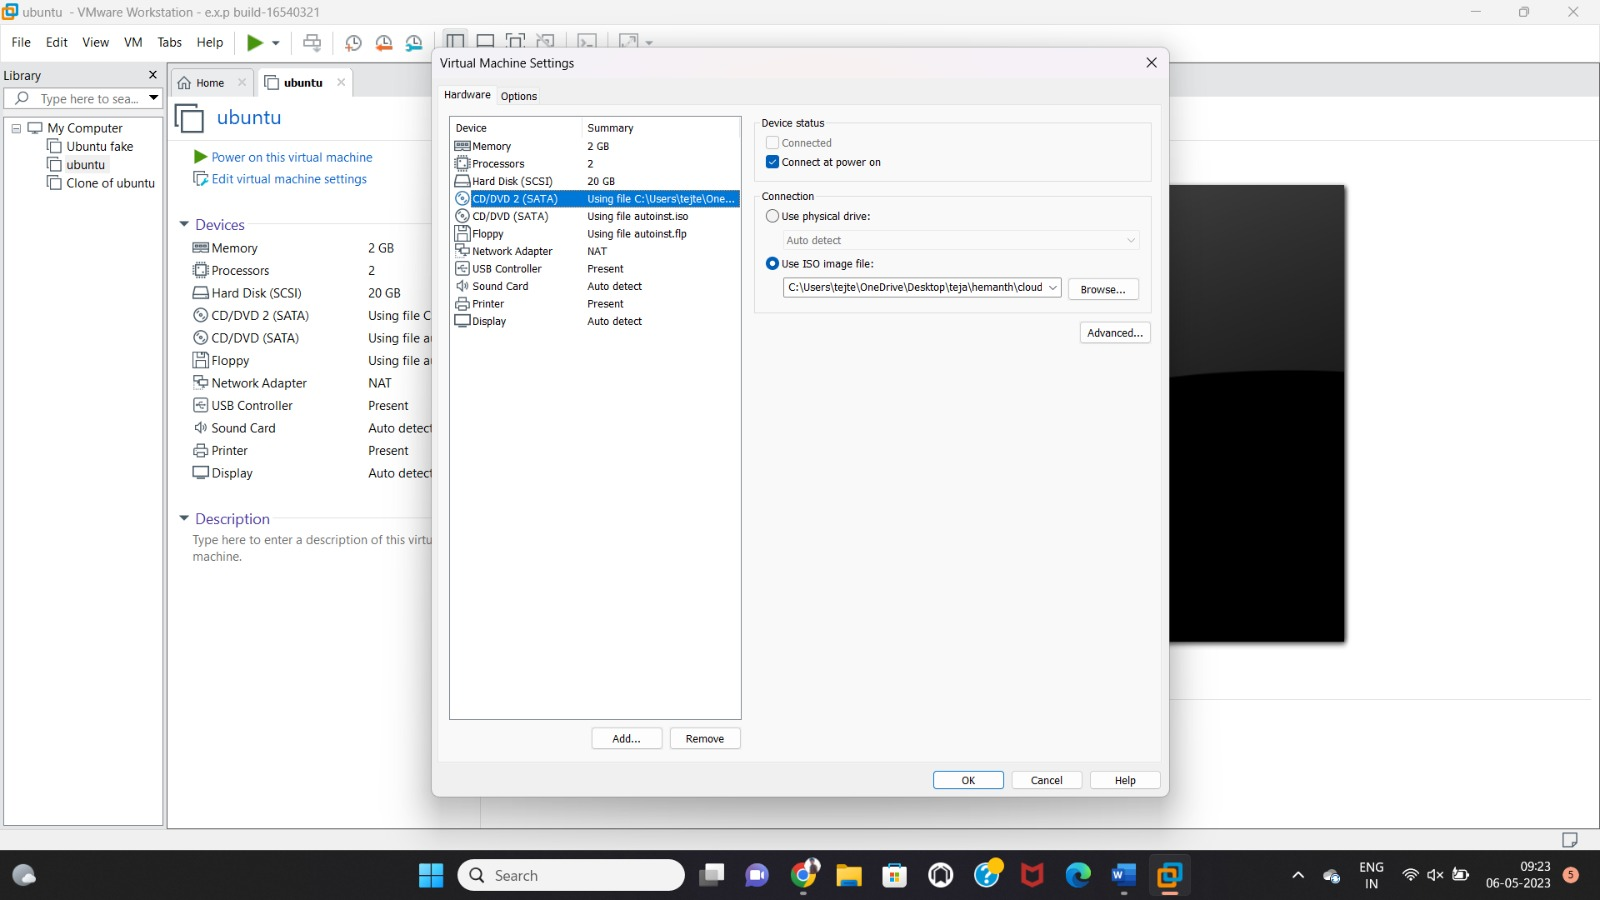 ubuntu - VMware Workstation - e.x.p build-16540321
File Edit View VM Tabs Help
Library
Type here to sea...
My Computer
Ubuntu fake
ubuntu
Clone of ubuntu
Home
ubuntu
ubuntu
Power on this virtual machine
Edit virtual machine settings
Devices
Memory 2 GB
Processors 2
Hard Disk (SCSI) 20 GB
CD/DVD 2 (SATA) Using file C
CD/DVD (SATA) Using file a
Floppy Using file a
Network Adapter NAT
USB Controller Present
Sound Card Auto detect
Printer Present
Display Auto detect
Description
Type here to enter a description of this virtu
machine.
Virtual Machine Settings
Hardware Options
Device Summary
Memory 2 GB
Processors 2
Hard Disk (SCSI) 20 GB
CD/DVD 2 (SATA) Using file C:\Users\tejte\One...
CD/DVD (SATA) Using file autoinst.iso
Floppy Using file autoinst.flp
Network Adapter NAT
USB Controller Present
Sound Card Auto detect
Printer Present
Display Auto detect
Add... Remove
Device status
Connected
Connect at power on
Connection
Use physical drive:
Auto detect
Use ISO image file:
C:\Users\tejte\OneDrive\Desktop\teja\hemanth\cloud
Browse...
Advanced...
OK Cancel Help
Search
ENG
IN
09:23
06-05-2023
5